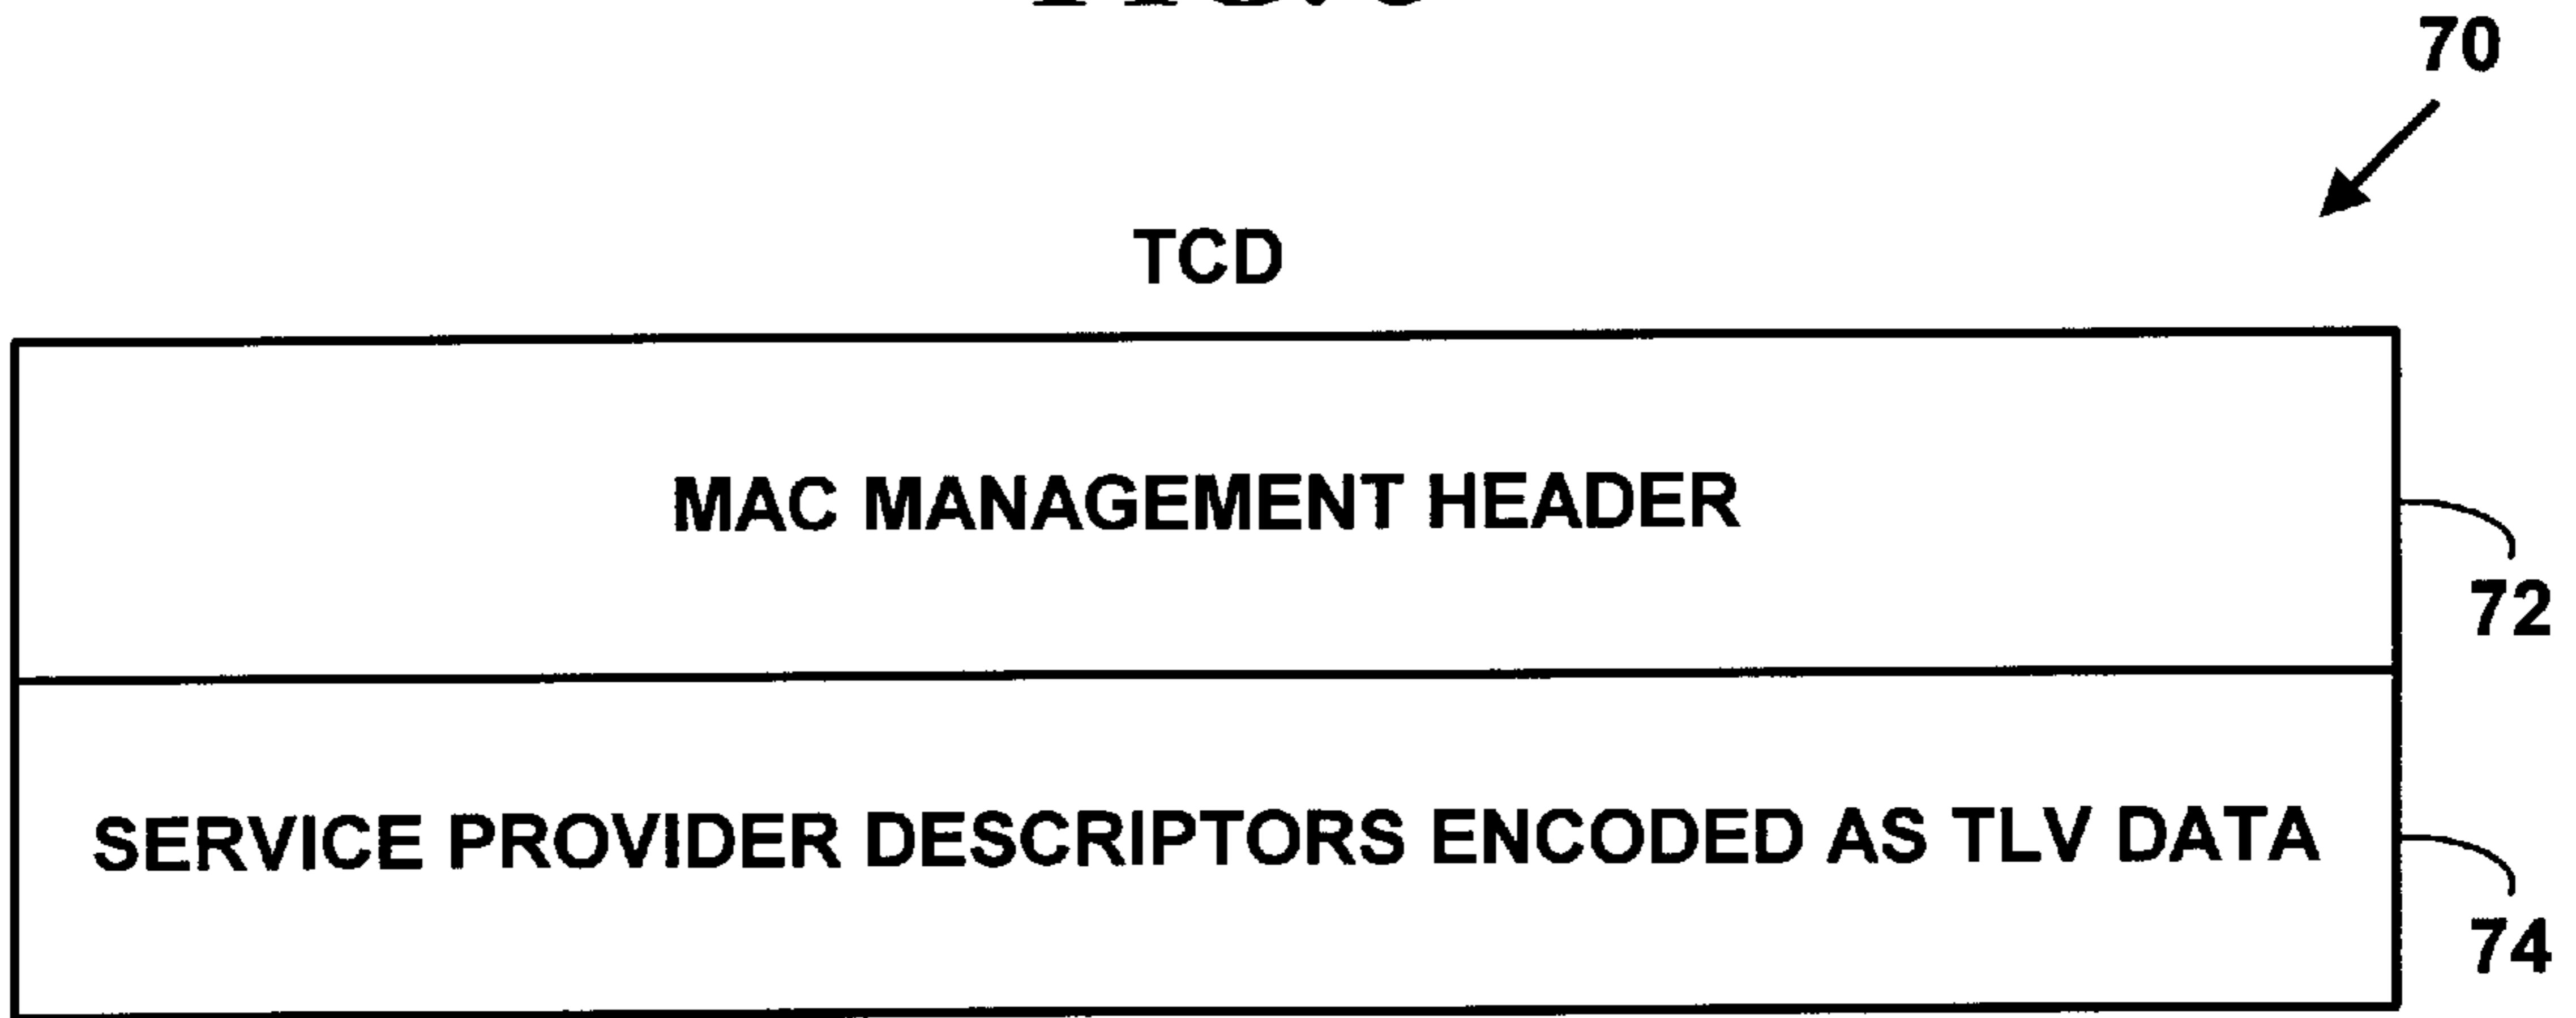 70
TCD
MAC MANAGEMENT HEADER
72
SERVICE PROVIDER DESCRIPTORS ENCODED AS TLV DATA
74